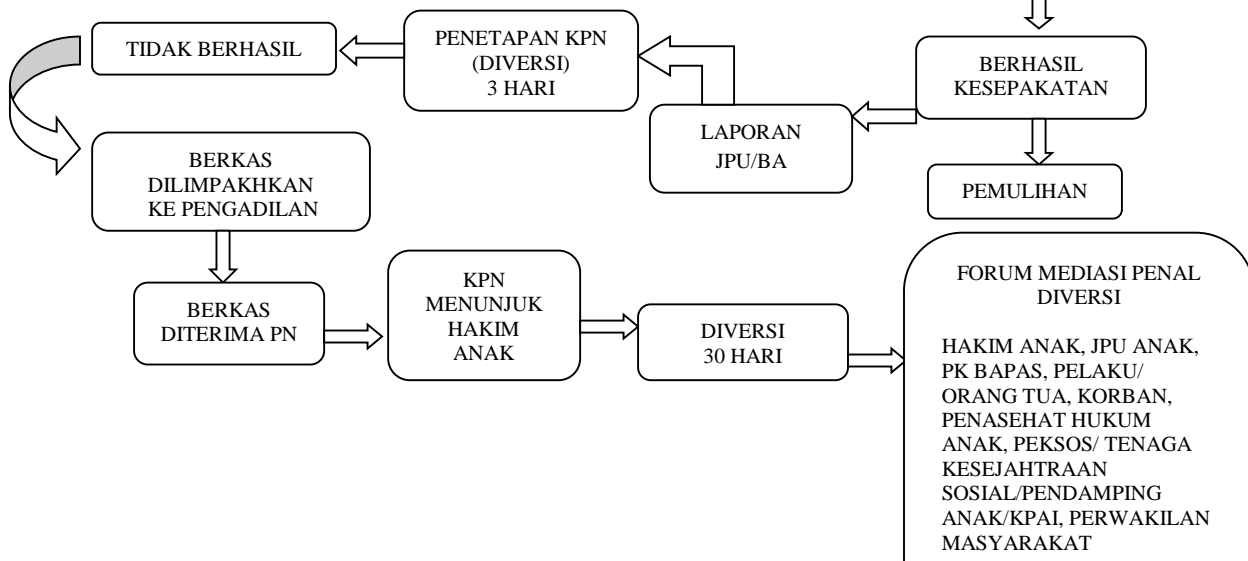 TIDAK BERHASIL
PENETAPAN KPN
(DIVERSI)
3 HARI
BERHASIL
KESEPAKATAN
LAPORAN
JPU/BA
PEMULIHAN
BERKAS
DILIMPAKHKAN
KE PENGADILAN
BERKAS
DITERIMA PN
KPN
MENUNJUK
HAKIM
ANAK
DIVERSI
30 HARI
FORUM MEDIASI PENAL
DIVERSI
HAKIM ANAK, JPU ANAK,
PK BAPAS, PELAKU/
ORANG TUA, KORBAN,
PENASEHAT HUKUM
ANAK, PEKSOS/ TENAGA
KESEJAHTRAAN
SOSIAL/PENDAMPING
ANAK/KPAI, PERWAKILAN
MASYARAKAT